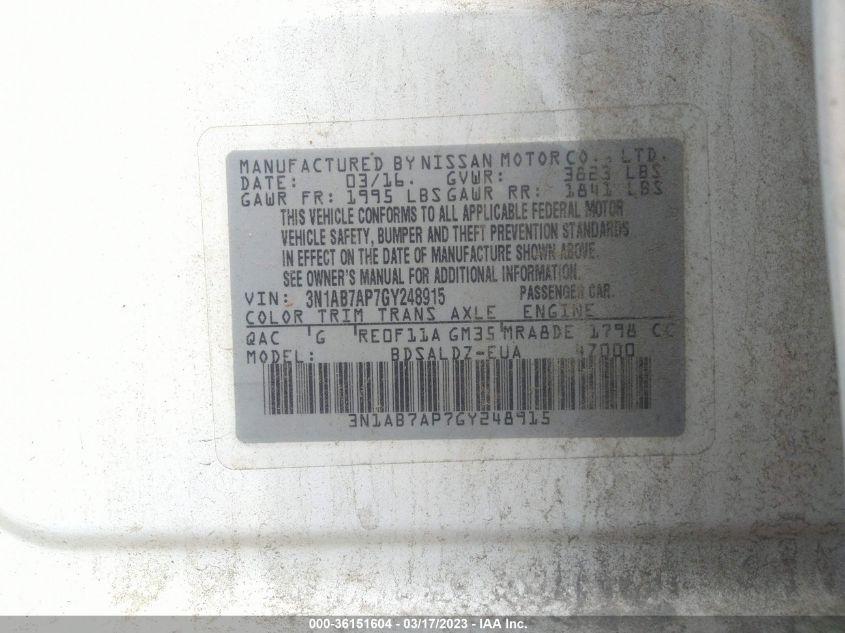 MANUFACTURED BY NISSAN MOTOR CO., LTD.
DATE: 03/16. GVWR: 3823 LBS
GAWR FR: 1995 LBS GAWR RR: 1841 LBS
THIS VEHICLE CONFORMS TO ALL APPLICABLE FEDERAL MOTOR
VEHICLE SAFETY, BUMPER AND THEFT PREVENTION STANDARDS
IN EFFECT ON THE DATE OF MANUFACTURE SHOWN ABOVE.
SEE OWNER'S MANUAL FOR ADDITIONAL INFORMATION.
VIN: 3N1AB7AP7GY248915 PASSENGER CAR.
COLOR TRIM TRANS AXLE ENGINE
QAC G RE0F11A GM35 MRA8DE 1798 CC
MODEL: BDSALDZ-EUA 47000
3N1AB7AP7GY248915
000-36151604 - 03/17/2023 - IAA Inc.